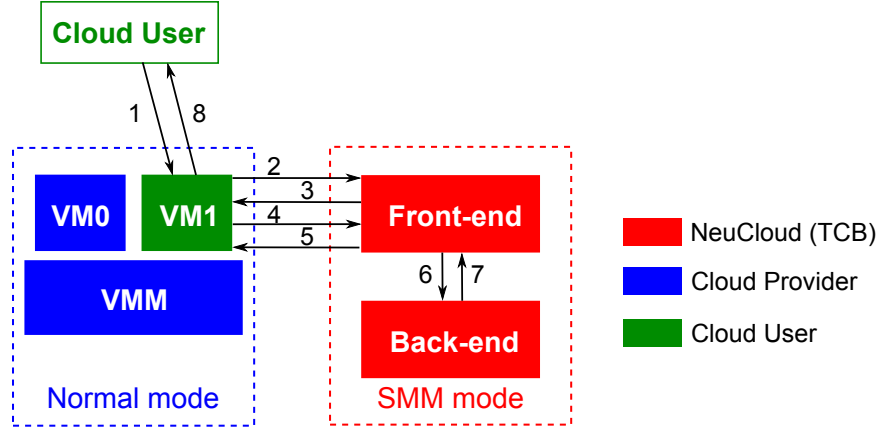 Cloud User
1
8
2
3
4
5
VM0
VM1
Front-end
VMM
6
7
Back-end
Normal mode
SMM mode
NeuCloud (TCB)
Cloud Provider
Cloud User